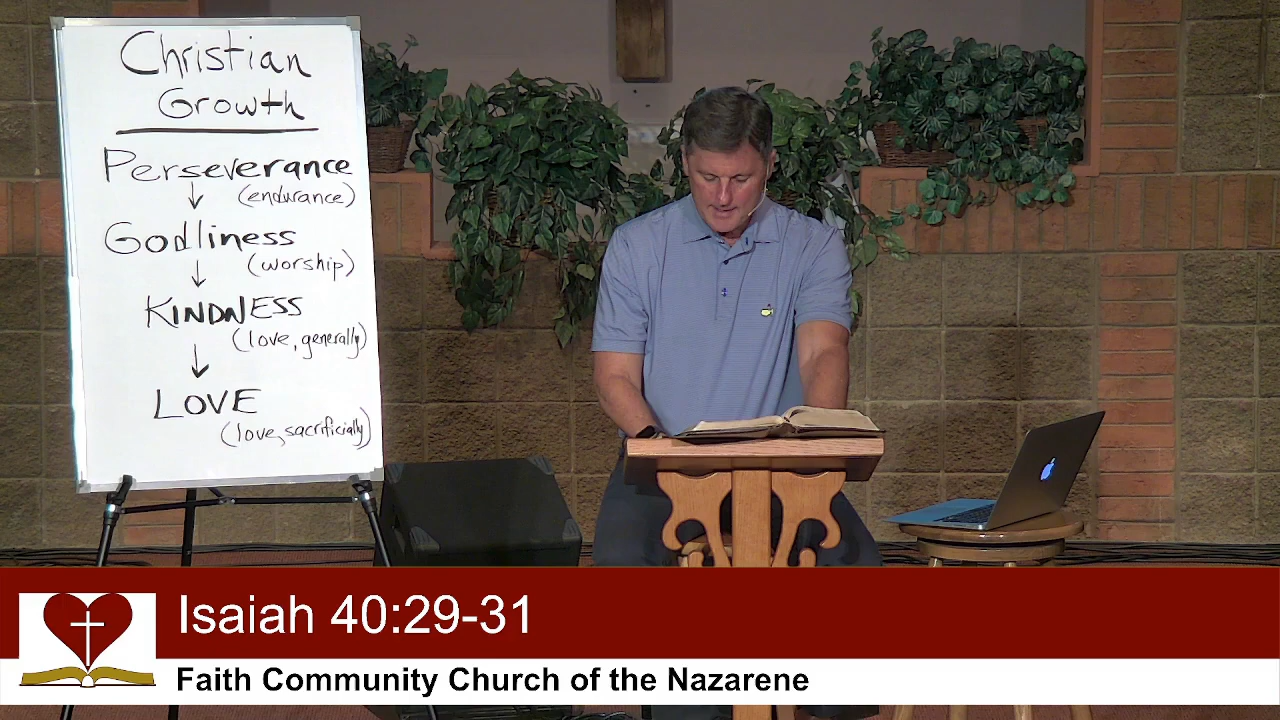 Christian
Growth
Perseverance
(endurance)
Godliness
(worship)
KINDNESS
(love, generally)
LOVE
(love, sacrificially)
Isaiah 40:29-31
Faith Community Church of the Nazarene